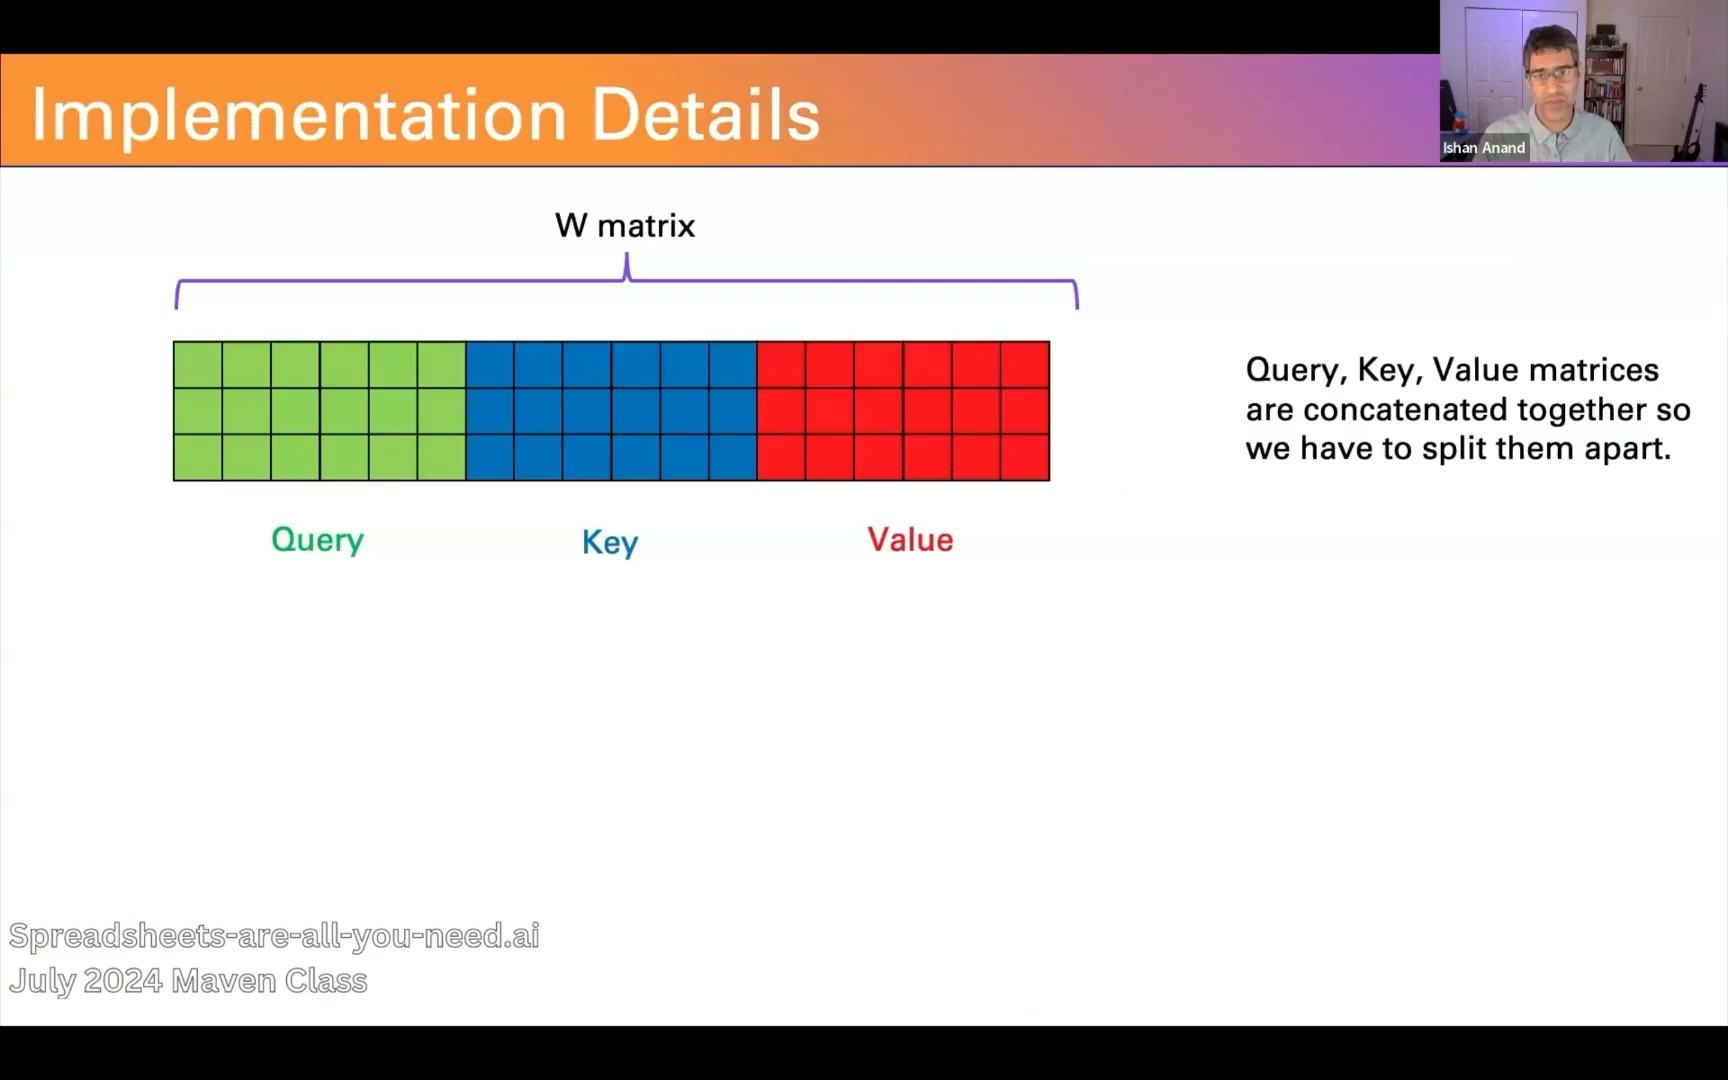 Implementation Details
Ishan Anand
W matrix
Query, Key, Value matrices
are concatenated together so
we have to split them apart.
Query
Key
Value
Spreadsheets-are-all-you-need.ai
July 2024 Maven Class